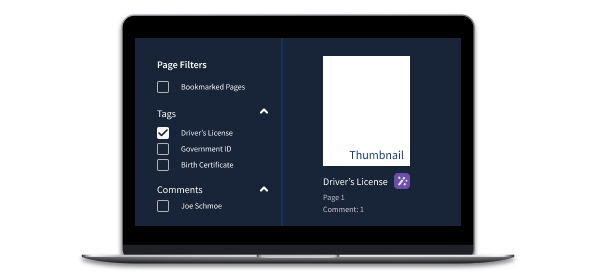 Page Filters
Bookmarked Pages
Tags
Driver's License
Government ID
Birth Certificate
Comments
Joe Schmoe
Thumbnail
Driver's License
Page 1
Comment: 1